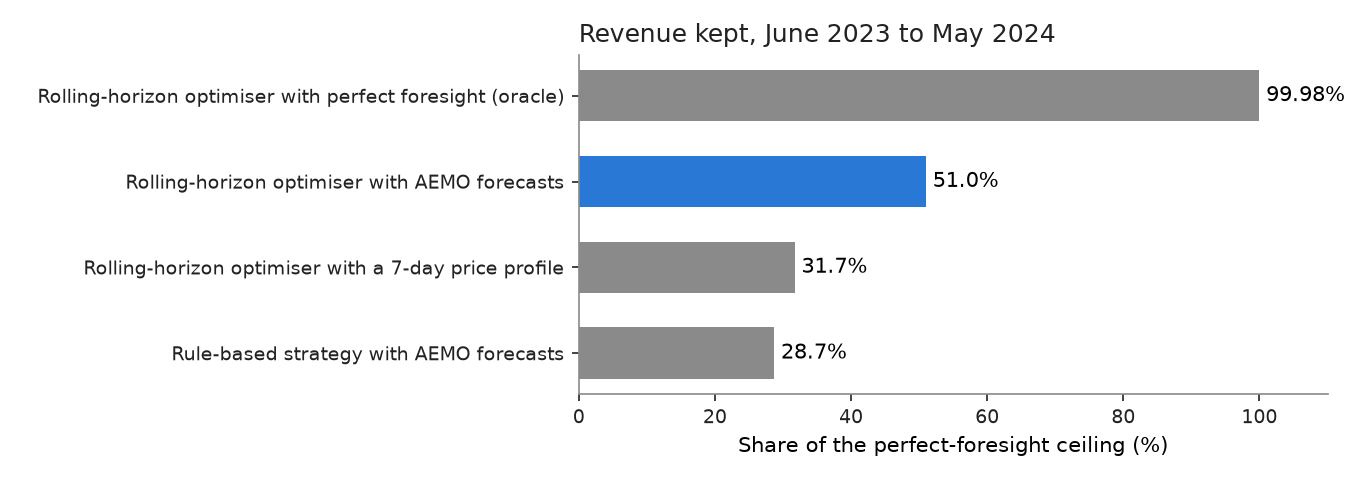 Revenue kept, June 2023 to May 2024
Rolling-horizon optimiser with perfect foresight (oracle) 99.98%
Rolling-horizon optimiser with AEMO forecasts 51.0%
Rolling-horizon optimiser with a 7-day price profile 31.7%
Rule-based strategy with AEMO forecasts 28.7%
0 20 40 60 80 100
Share of the perfect-foresight ceiling (%)